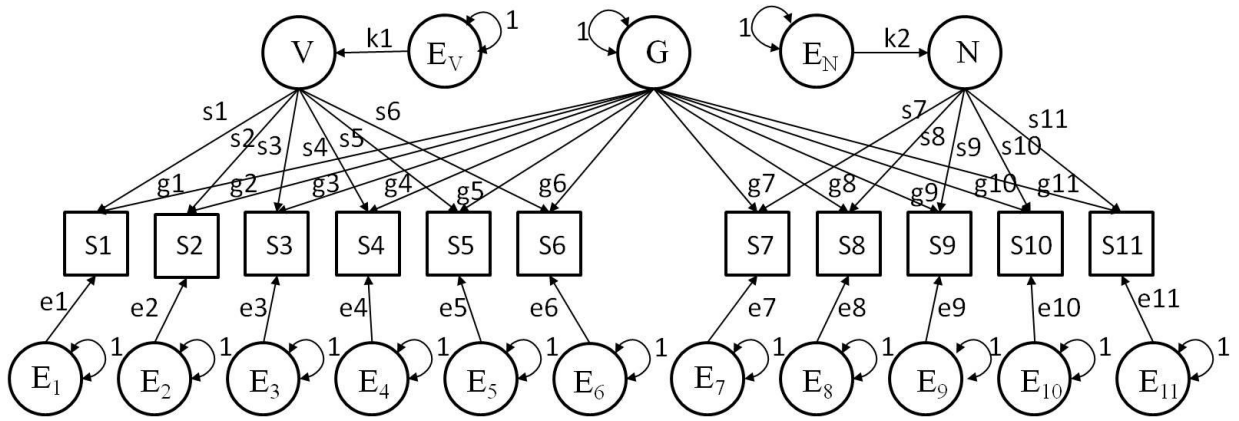 V k1 E_V 1 1 G 1 E_N k2 N
s1 s2 s3 s4 s5 s6 s7 s8 s9 s10 s11
g1 g2 g3 g4 g5 g6 g7 g8 g9 g10 g11
S1 S2 S3 S4 S5 S6 S7 S8 S9 S10 S11
e1 e2 e3 e4 e5 e6 e7 e8 e9 e10 e11
1 1 1 1 1 1 1 1 1 1 1
E_1 E_2 E_3 E_4 E_5 E_6 E_7 E_8 E_9 E_10 E_11